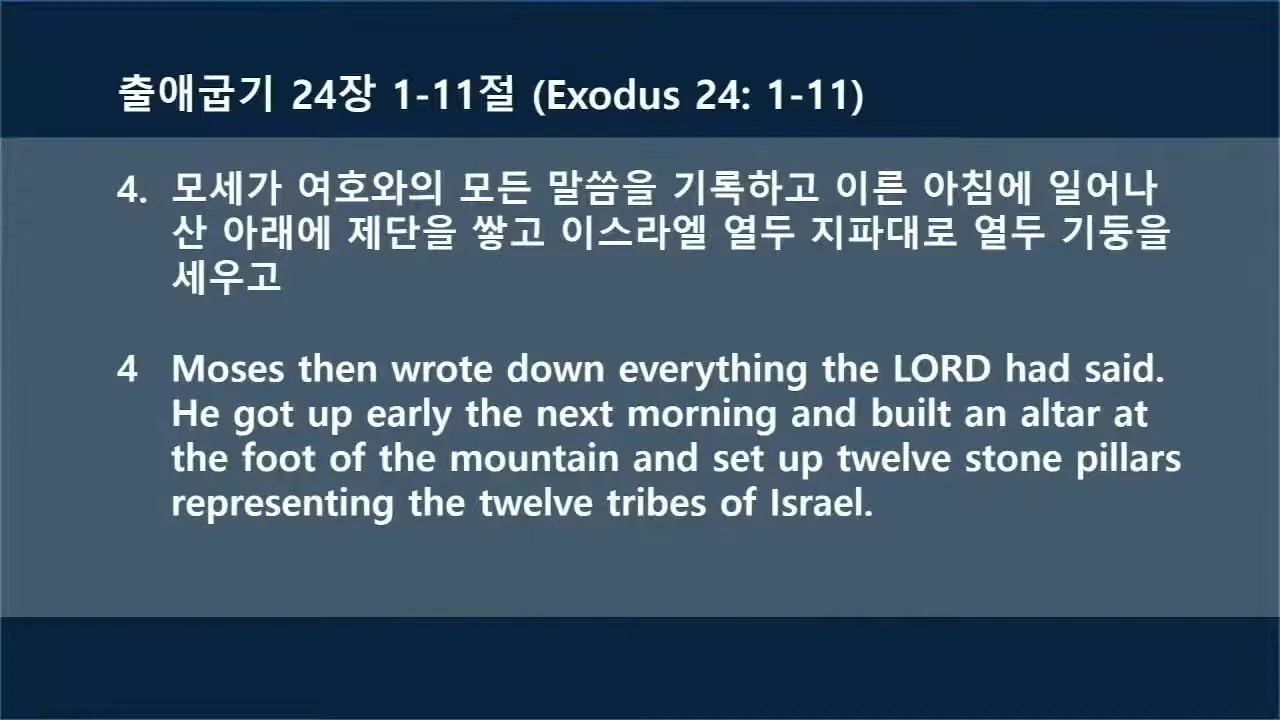 출애굽기 24장 1-11절 (Exodus 24: 1-11)
4. 모세가 여호와의 모든 말씀을 기록하고 이른 아침에 일어나
산 아래에 제단을 쌓고 이스라엘 열두 지파대로 열두 기둥을
세우고
4 Moses then wrote down everything the LORD had said.
He got up early the next morning and built an altar at
the foot of the mountain and set up twelve stone pillars
representing the twelve tribes of Israel.